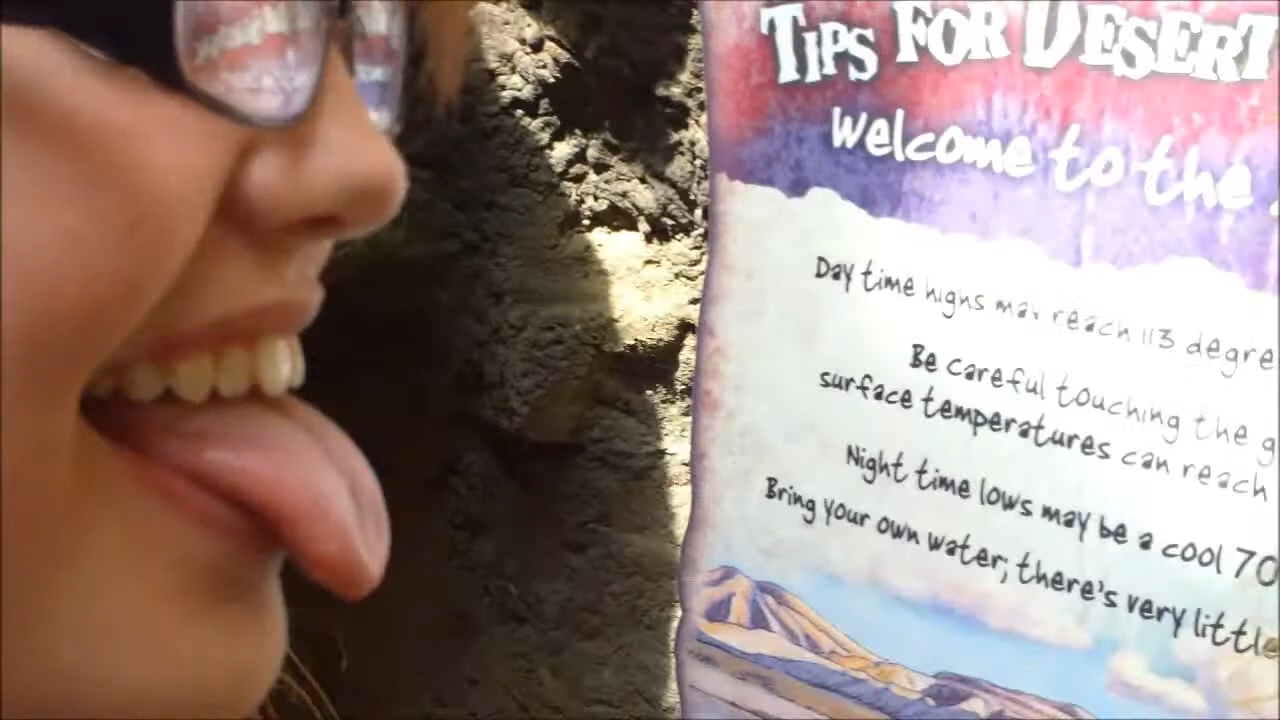 TIPS FOR DESERT
Welcome to the
Day time highs may reach 113 degre
Be careful touching the g
surface temperatures can reach
Night time lows may be a cool 70
Bring your own water; there's very little